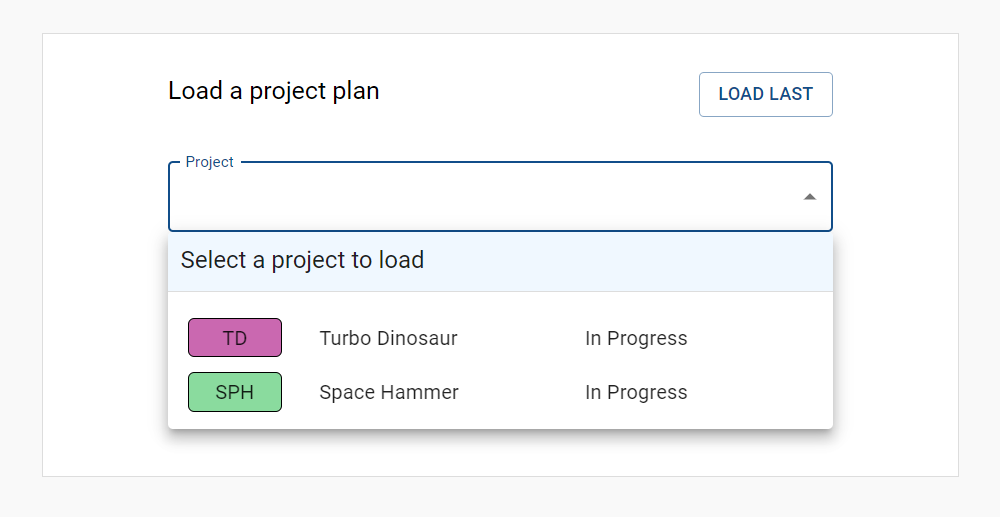 Load a project plan
LOAD LAST
Project
Select a project to load
TD Turbo Dinosaur In Progress
SPH Space Hammer In Progress